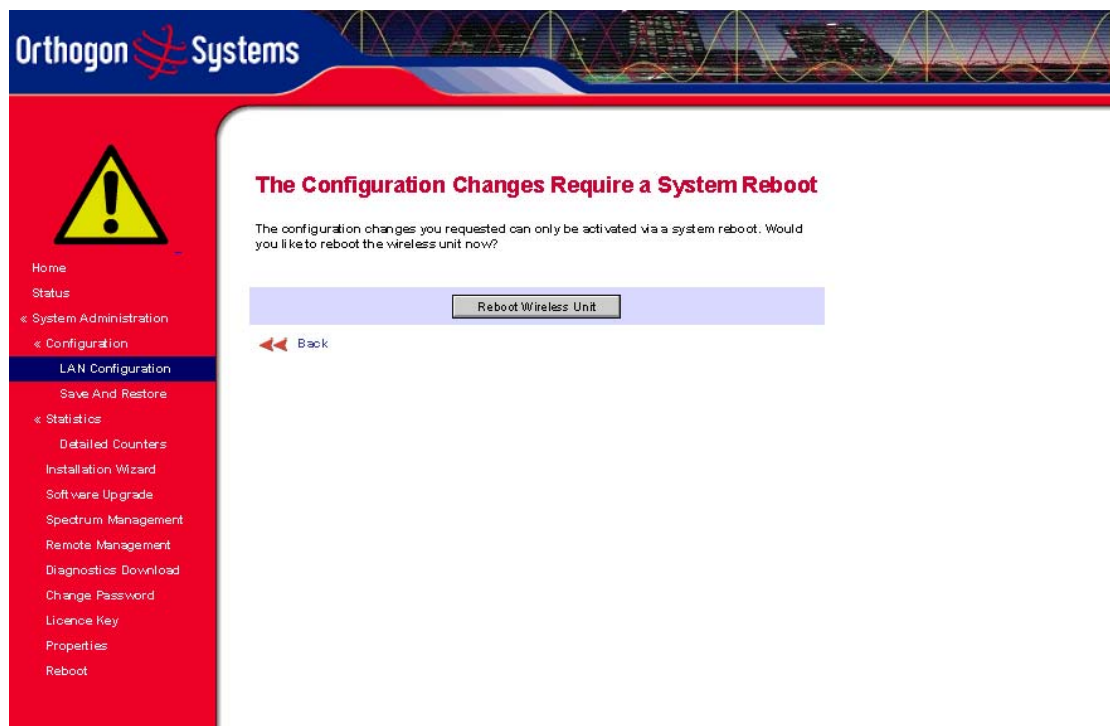 Orthogon Systems
The Configuration Changes Require a System Reboot
The configuration changes you requested can only be activated via a system reboot. Would
you like to reboot the wireless unit now?
Reboot Wireless Unit
Back
Home
Status
« System Administration
« Configuration
LAN Configuration
Save And Restore
« Statistics
Detailed Counters
Installation Wizard
Software Upgrade
Spectrum Management
Remote Management
Diagnostics Download
Change Password
Licence Key
Properties
Reboot